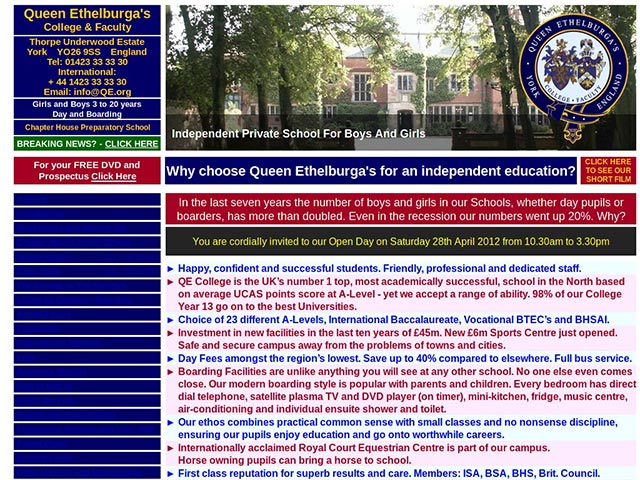 Queen Ethelburga's
College & Faculty
Thorpe Underwood Estate
York YO26 9SS England
Tel: 01423 33 33 30
International:
+ 44 1423 33 33 30
Email: info@QE.org
Girls and Boys 3 to 20 years
Day and Boarding
Chapter House Preparatory School
BREAKING NEWS? - CLICK HERE
For your FREE DVD and
Prospectus Click Here
QUEEN ETHELBURGA'S
COLLEGE • FACULTY
YORK ENGLAND
Independent Private School For Boys And Girls
Why choose Queen Ethelburga's for an independent education?
CLICK HERE
TO SEE OUR
SHORT FILM
In the last seven years the number of boys and girls in our Schools, whether day pupils or
boarders, has more than doubled. Even in the recession our numbers went up 20%. Why?
You are cordially invited to our Open Day on Saturday 28th April 2012 from 10.30am to 3.30pm
► Happy, confident and successful students. Friendly, professional and dedicated staff.
► QE College is the UK's number 1 top, most academically successful, school in the North based
on average UCAS points score at A-Level - yet we accept a range of ability. 98% of our College
Year 13 go on to the best Universities.
► Choice of 23 different A-Levels, International Baccalaureate, Vocational BTEC's and BHSAI.
► Investment in new facilities in the last ten years of £45m. New £6m Sports Centre just opened.
Safe and secure campus away from the problems of towns and cities.
► Day Fees amongst the region's lowest. Save up to 40% compared to elsewhere. Full bus service.
► Boarding Facilities are unlike anything you will see at any other school. No one else even comes
close. Our modern boarding style is popular with parents and children. Every bedroom has direct
dial telephone, satellite plasma TV and DVD player (on timer), mini-kitchen, fridge, music centre,
air-conditioning and individual ensuite shower and toilet.
► Our ethos combines practical common sense with small classes and no nonsense discipline,
ensuring our pupils enjoy education and go onto worthwhile careers.
► Internationally acclaimed Royal Court Equestrian Centre is part of our campus.
Horse owning pupils can bring a horse to school.
► First class reputation for superb results and care. Members: ISA, BSA, BHS, Brit. Council.